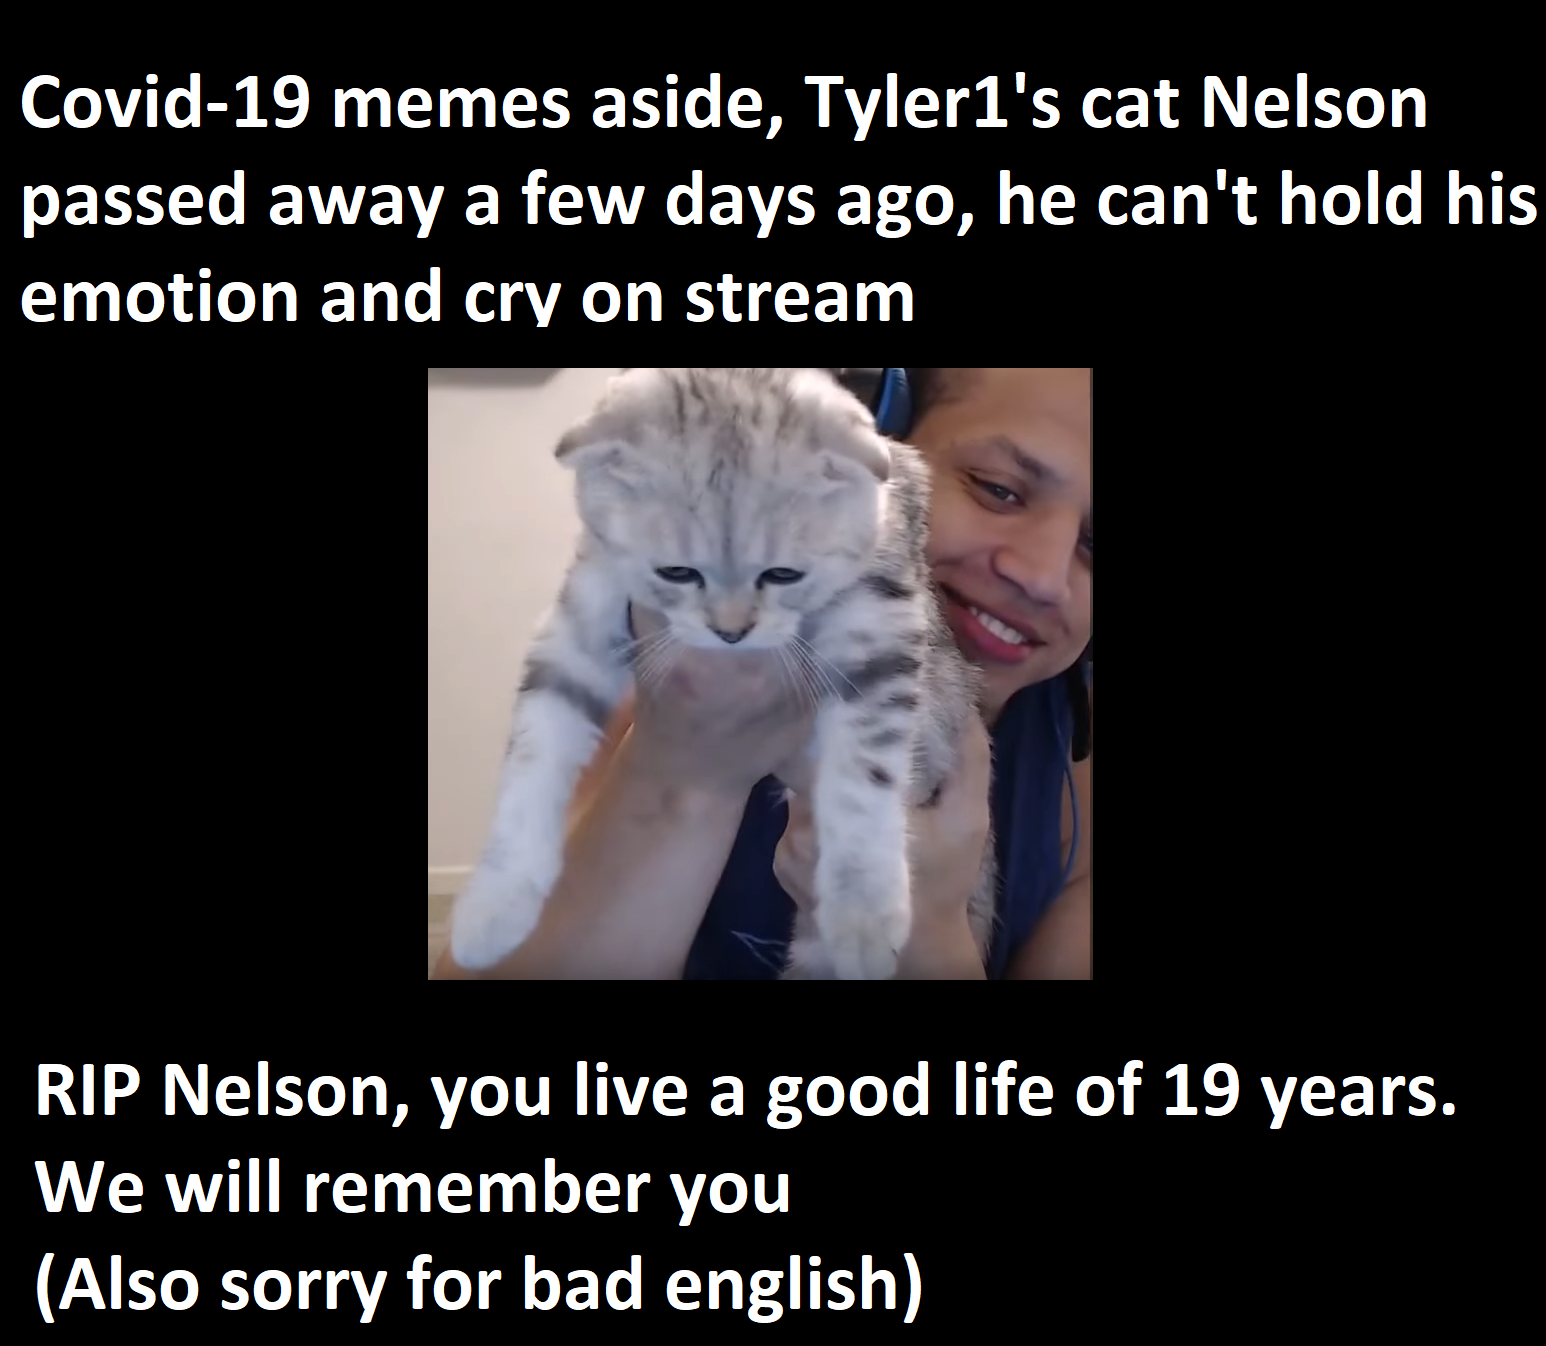 Covid-19 memes aside, Tyler1's cat Nelson
passed away a few days ago, he can't hold his
emotion and cry on stream
RIP Nelson, you live a good life of 19 years.
We will remember you
(Also sorry for bad english)